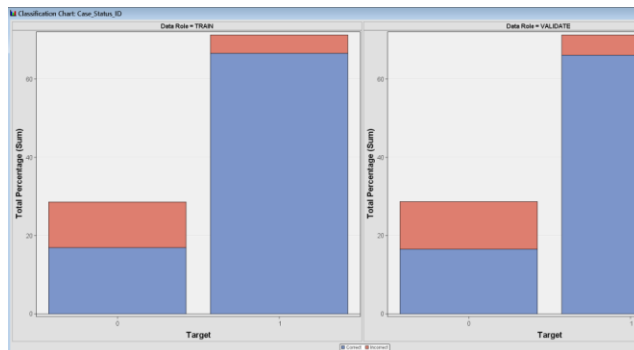 Classification Chart: Case_Status_ID
Data Role = TRAIN
Data Role = VALIDATE
Total Percentage (Sum)
60
40
20
0
0
1
Target
Total Percentage (Sum)
60
40
20
0
0
1
Target
Correct Incorrect